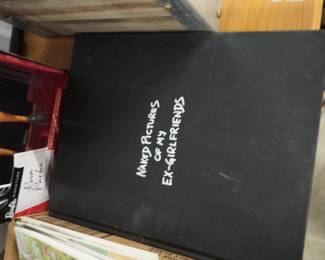 NAKED PICTURES
OF MY
EX-GIRLFRIENDS